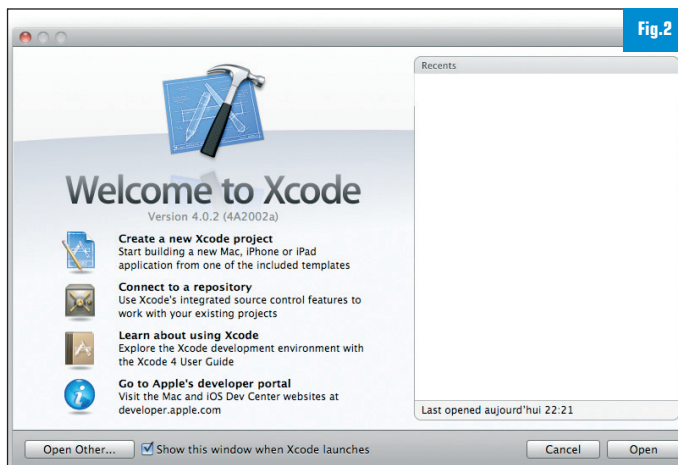 Fig.2
Recents
Welcome to Xcode
Version 4.0.2 (4A2002a)
Create a new Xcode project
Start building a new Mac, iPhone or iPad
application from one of the included templates
Connect to a repository
Use Xcode's integrated source control features to
work with your existing projects
Learn about using Xcode
Explore the Xcode development environment with
the Xcode 4 User Guide
Go to Apple's developer portal
Visit the Mac and iOS Dev Center websites at
developer.apple.com
Last opened aujourd'hui 22:21
Open Other...
Show this window when Xcode launches
Cancel
Open